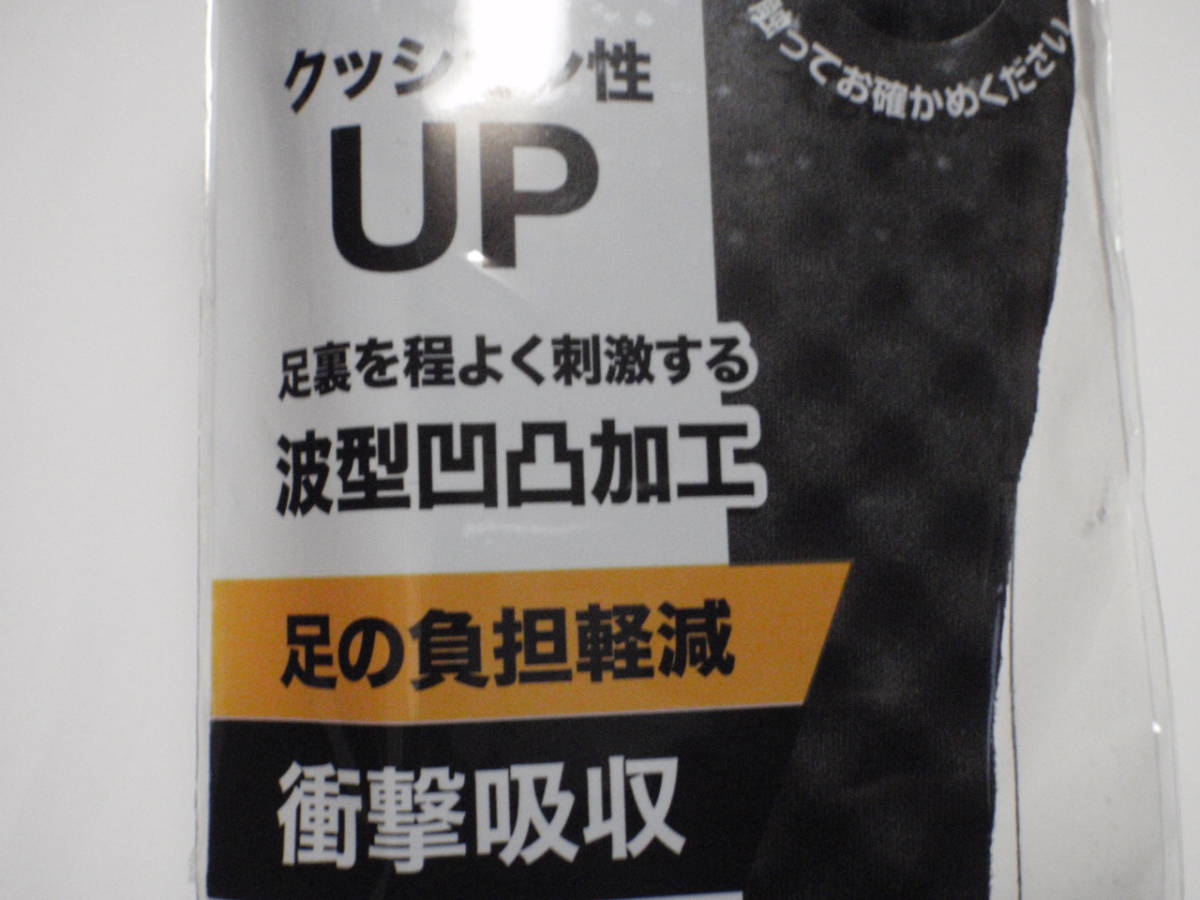 クッション性
UP
触ってお確かめください
足裏を程よく刺激する
波型凹凸加工
足の負担軽減
衝撃吸収